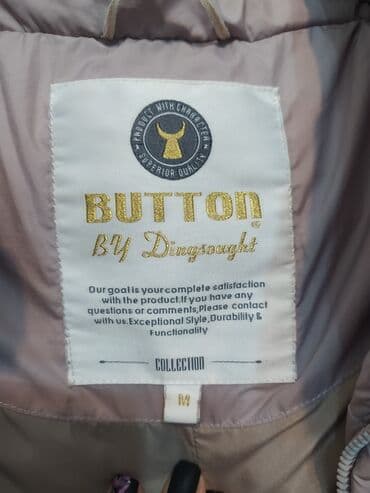 PRODUCT WITH CHARACTER
SUPERIOR QUALITY
BUTTON
BY Dingsought
Our goal is your complete satisfaction
with the product.If you have any
questions or comments,Please contact
with us.Exceptional Style,Durability &
Functionality
COLLECTION
M